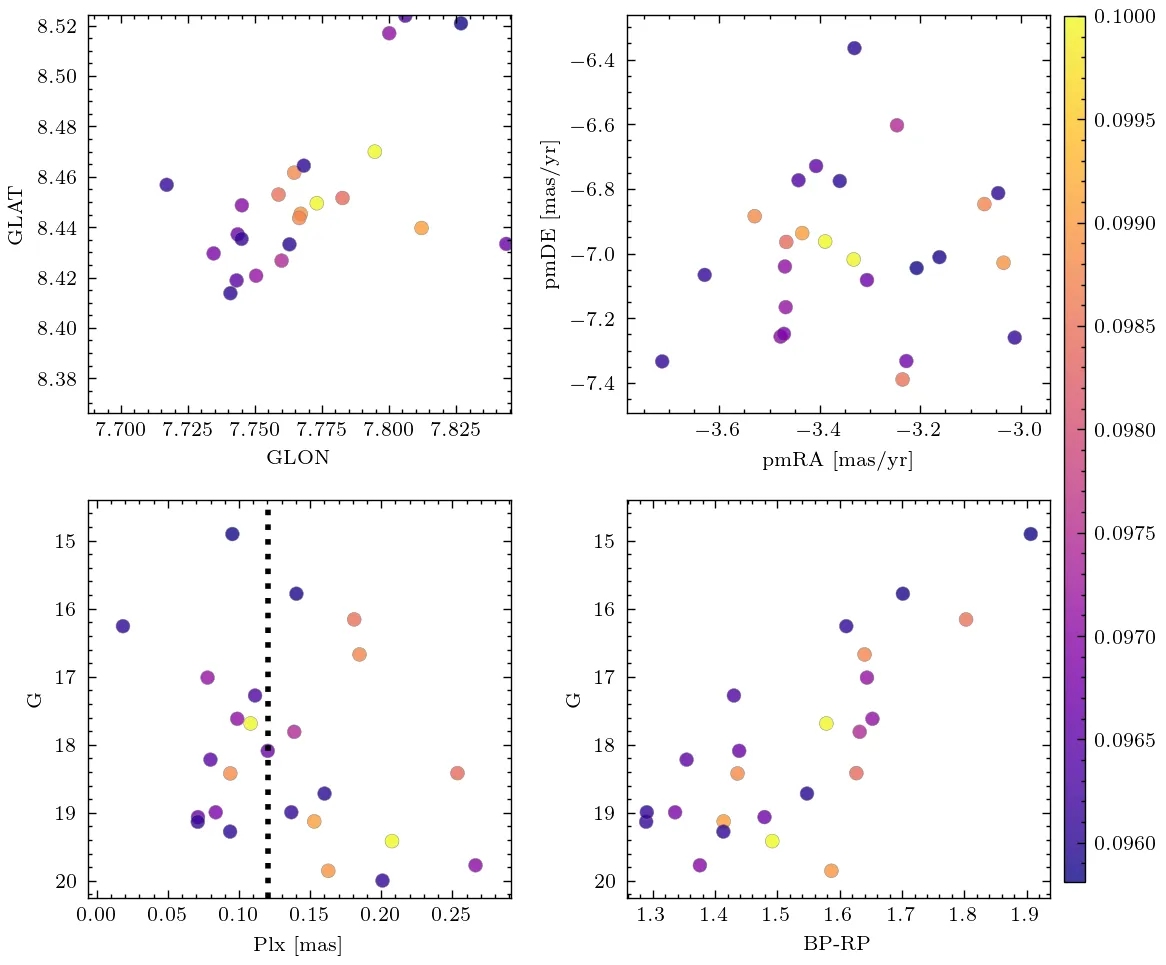 8.52
8.50
8.48
8.46
8.44
8.42
8.40
8.38
GLAT
7.700 7.725 7.750 7.775 7.800 7.825
GLON
−6.4
−6.6
−6.8
−7.0
−7.2
−7.4
pmDE [mas/yr]
−3.6 −3.4 −3.2 −3.0
pmRA [mas/yr]
0.1000
0.0995
0.0990
0.0985
0.0980
0.0975
0.0970
0.0965
0.0960
15
16
17
18
19
20
G
0.00 0.05 0.10 0.15 0.20 0.25
Plx [mas]
15
16
17
18
19
20
G
1.3 1.4 1.5 1.6 1.7 1.8 1.9
BP-RP